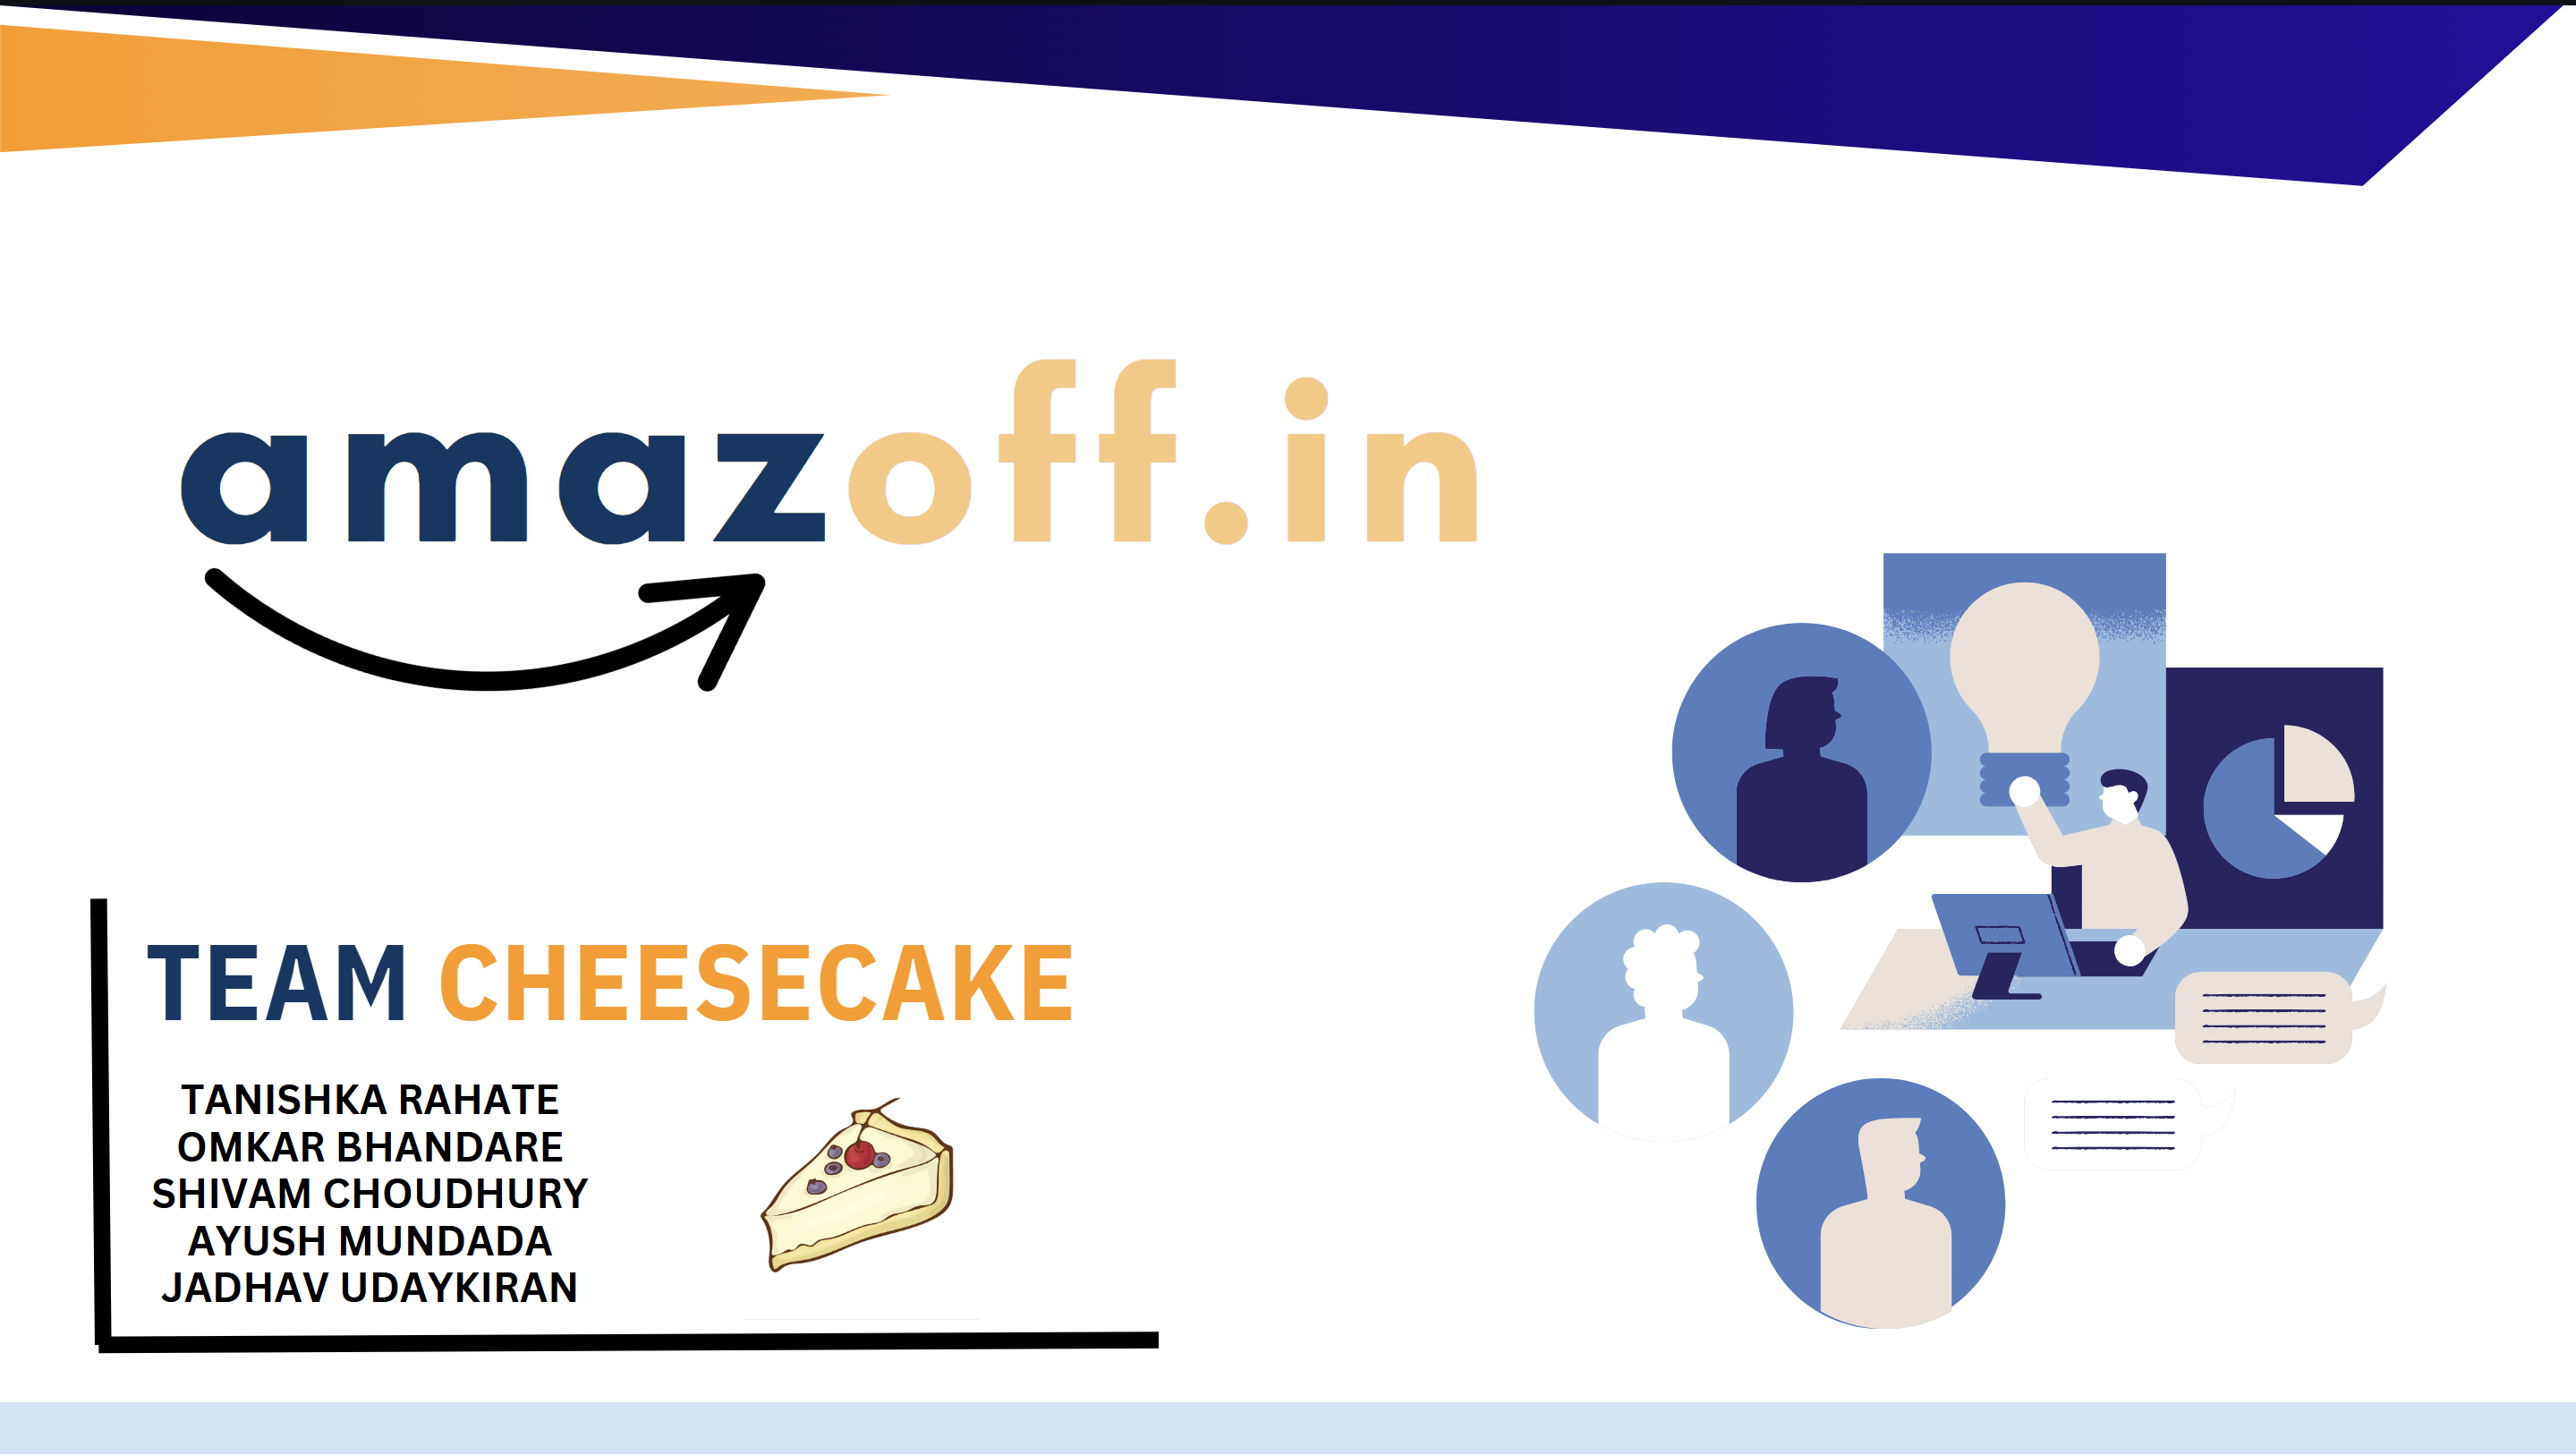 amazoff.in
TEAM CHEESECAKE
TANISHKA RAHATE
OMKAR BHANDARE
SHIVAM CHOUDHURY
AYUSH MUNDADA
JADHAV UDAYKIRAN